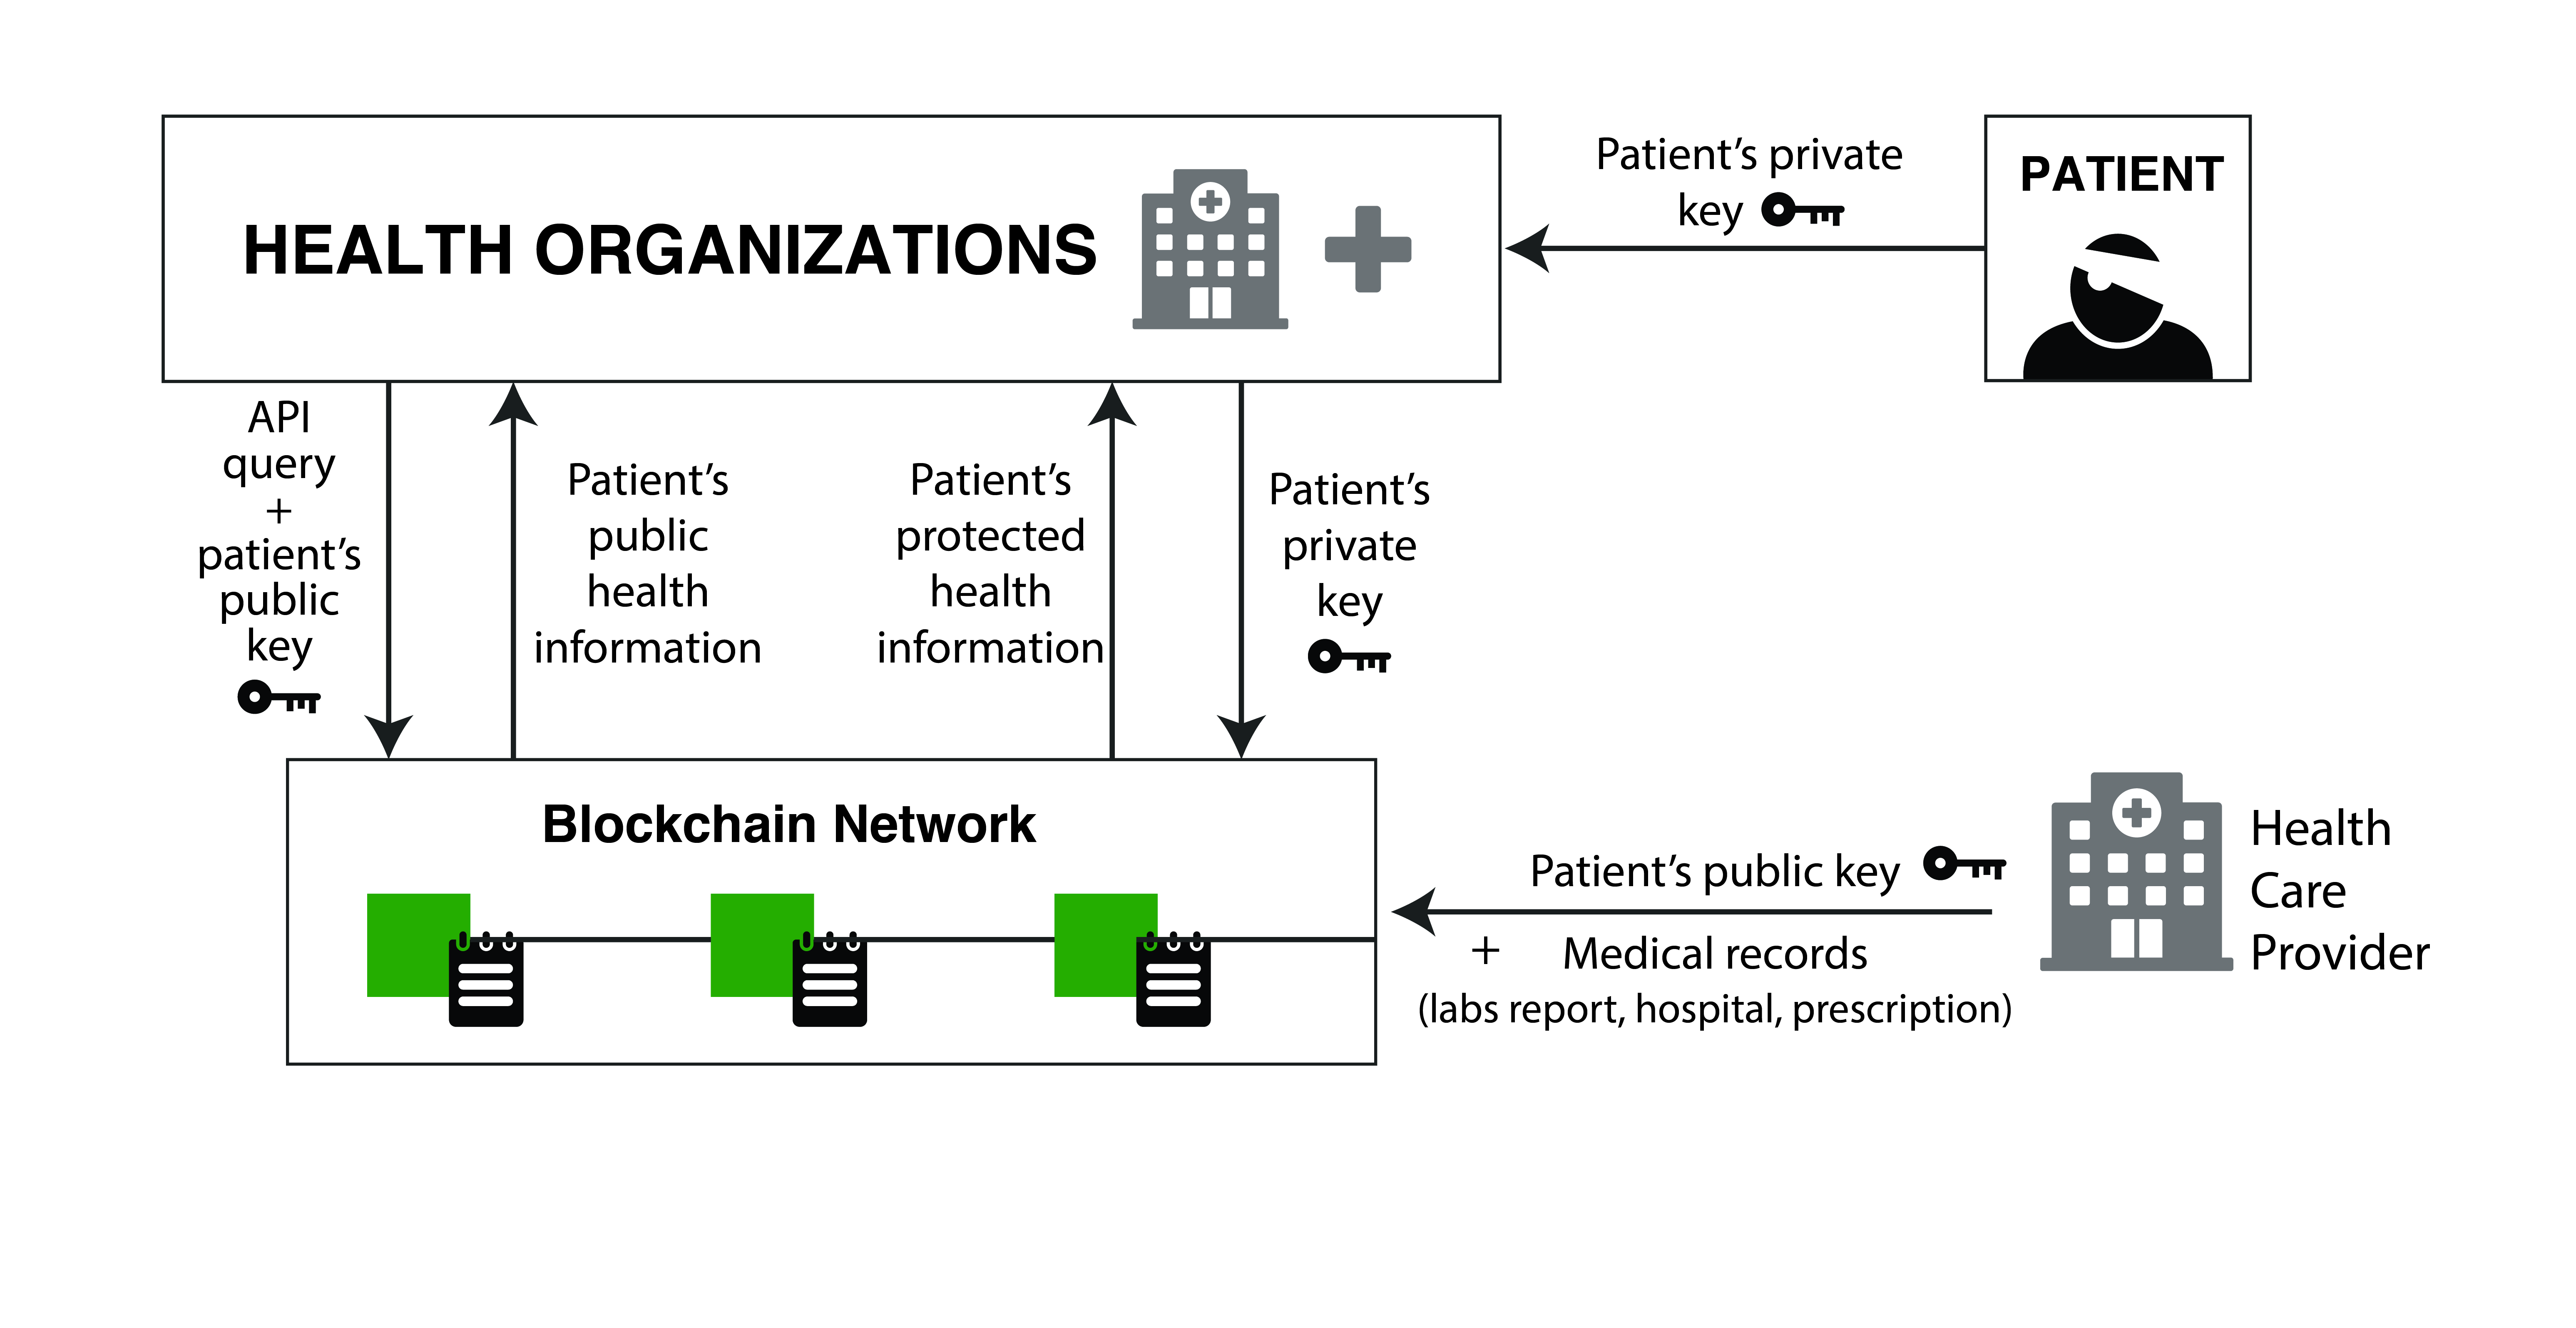 HEALTH ORGANIZATIONS
Patient’s private
key
PATIENT
API
query
+
patient’s
public
key
Patient’s
public
health
information
Patient’s
protected
health
information
Patient’s
private
key
Blockchain Network
Patient’s public key
+ Medical records
(labs report, hospital, prescription)
Health
Care
Provider